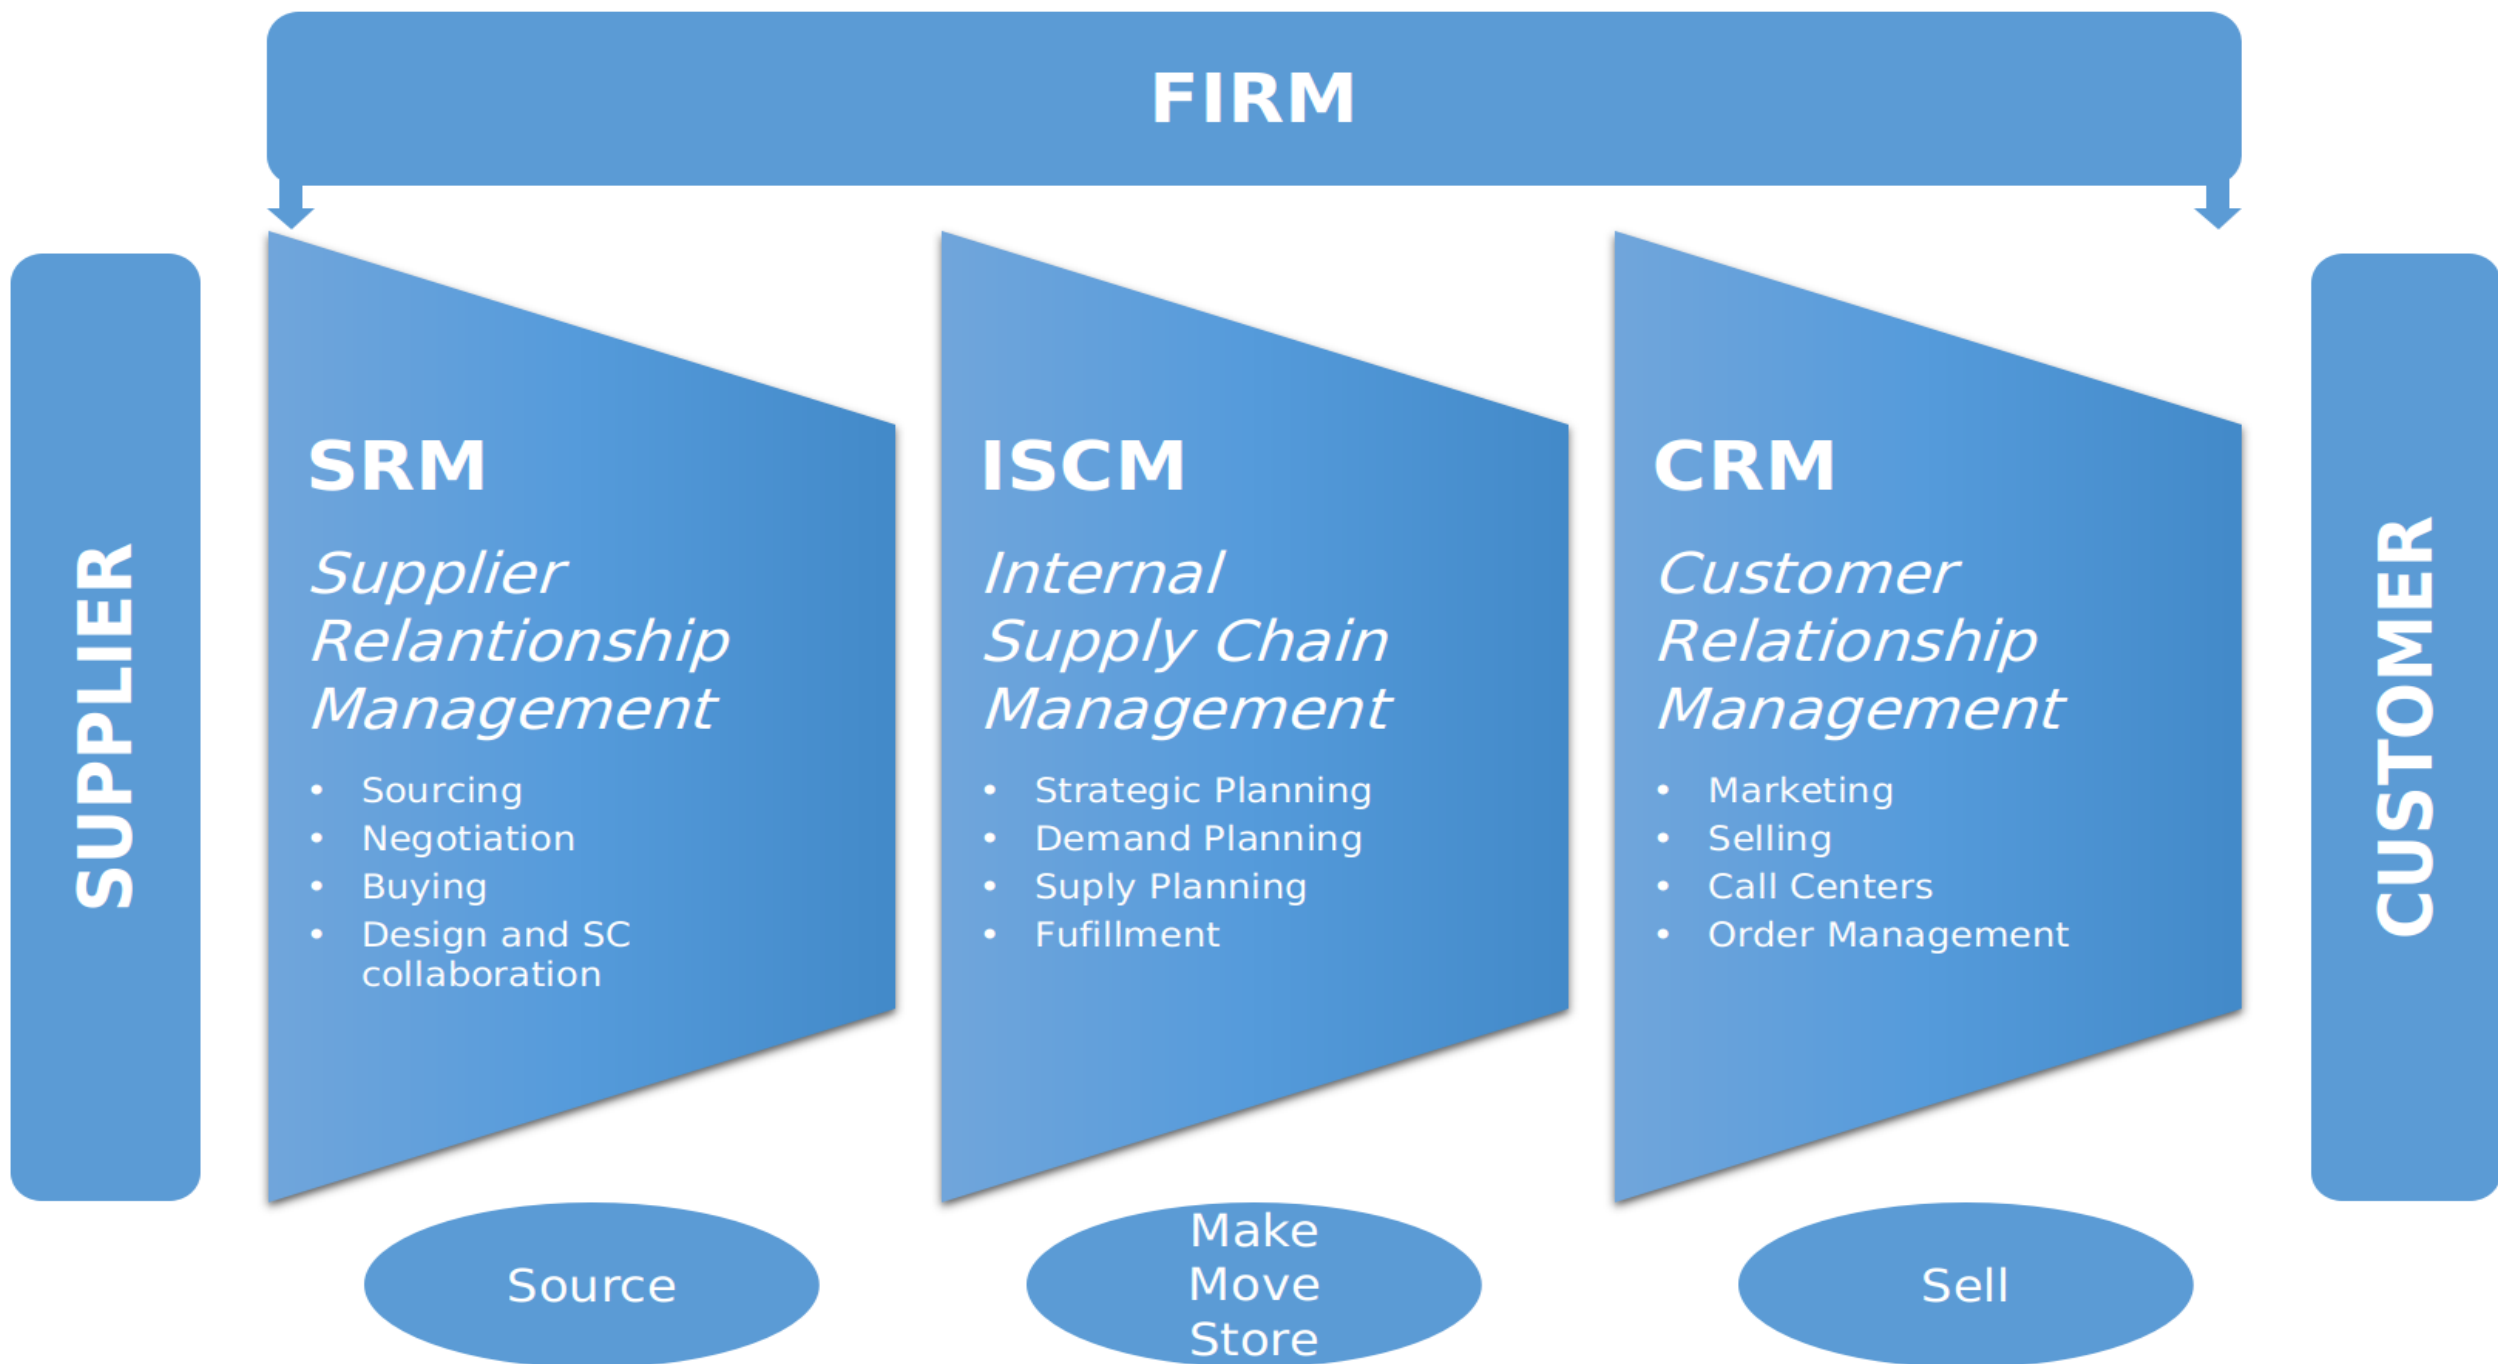 FIRM
SUPPLIER
SRM
Supplier
Relantionship
Management
• Sourcing
• Negotiation
• Buying
• Design and SC
collaboration
ISCM
Internal
Supply Chain
Management
• Strategic Planning
• Demand Planning
• Suply Planning
• Fufillment
CRM
Customer
Relationship
Management
• Marketing
• Selling
• Call Centers
• Order Management
CUSTOMER
Source
Make
Move
Store
Sell